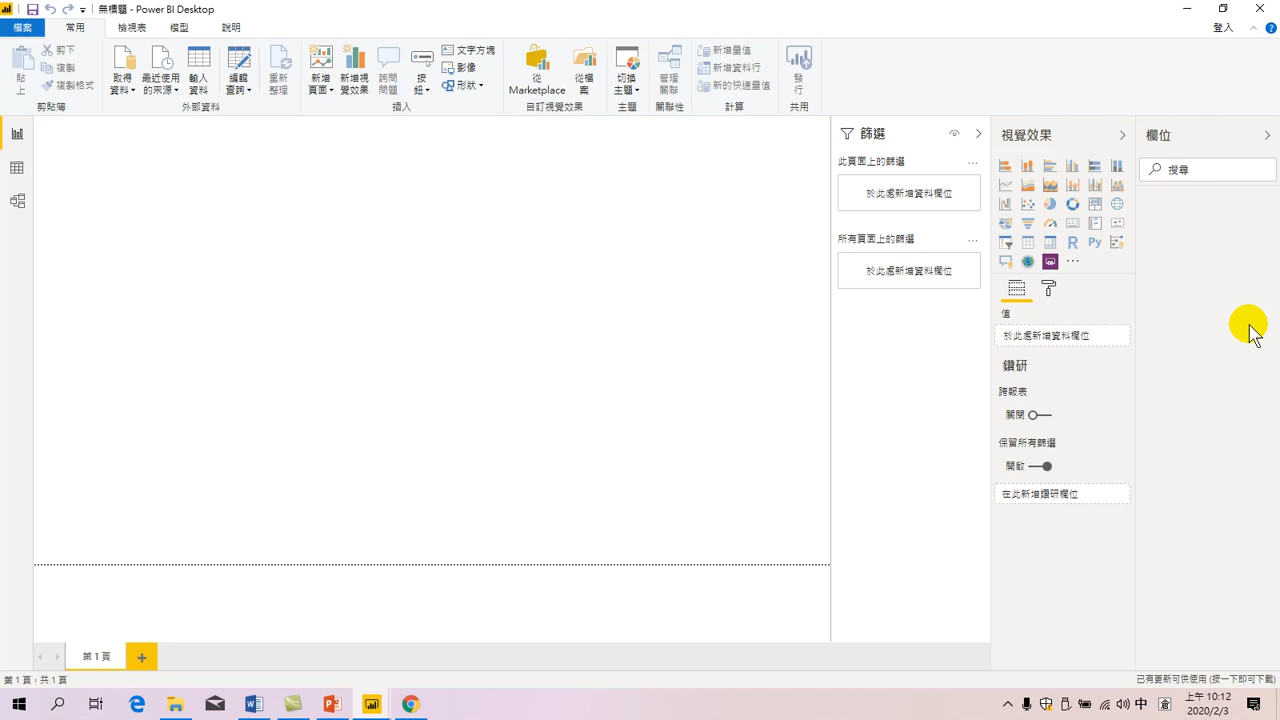 無標題 - Power BI Desktop
登入
檔案
常用
檢視表
模型
說明
貼上
剪下
複製
複製格式
剪貼簿
取得資料
最近使用的來源
輸入資料
編輯查詢
重新整理
外部資料
新增頁面
新增視覺效果
詢問問題
按鈕
文字方塊
影像
形狀
插入
從 Marketplace
從檔案
自訂視覺效果
切換主題
主題
管理關聯
關聯性
新增量值
新增資料行
新的快速量值
計算
發行
共用
篩選
此頁面上的篩選
...
於此處新增資料欄位
所有頁面上的篩選
...
於此處新增資料欄位
視覺效果
R
Py
...
值
於此處新增資料欄位
鑽研
跨報表
關閉
保留所有篩選
開啟
在此新增鑽研欄位
欄位
搜尋
第 1 頁
+
第 1 頁，共 1 頁
已有更新可供使用 (按一下即可下載)
中
上午 10:12
2020/2/3